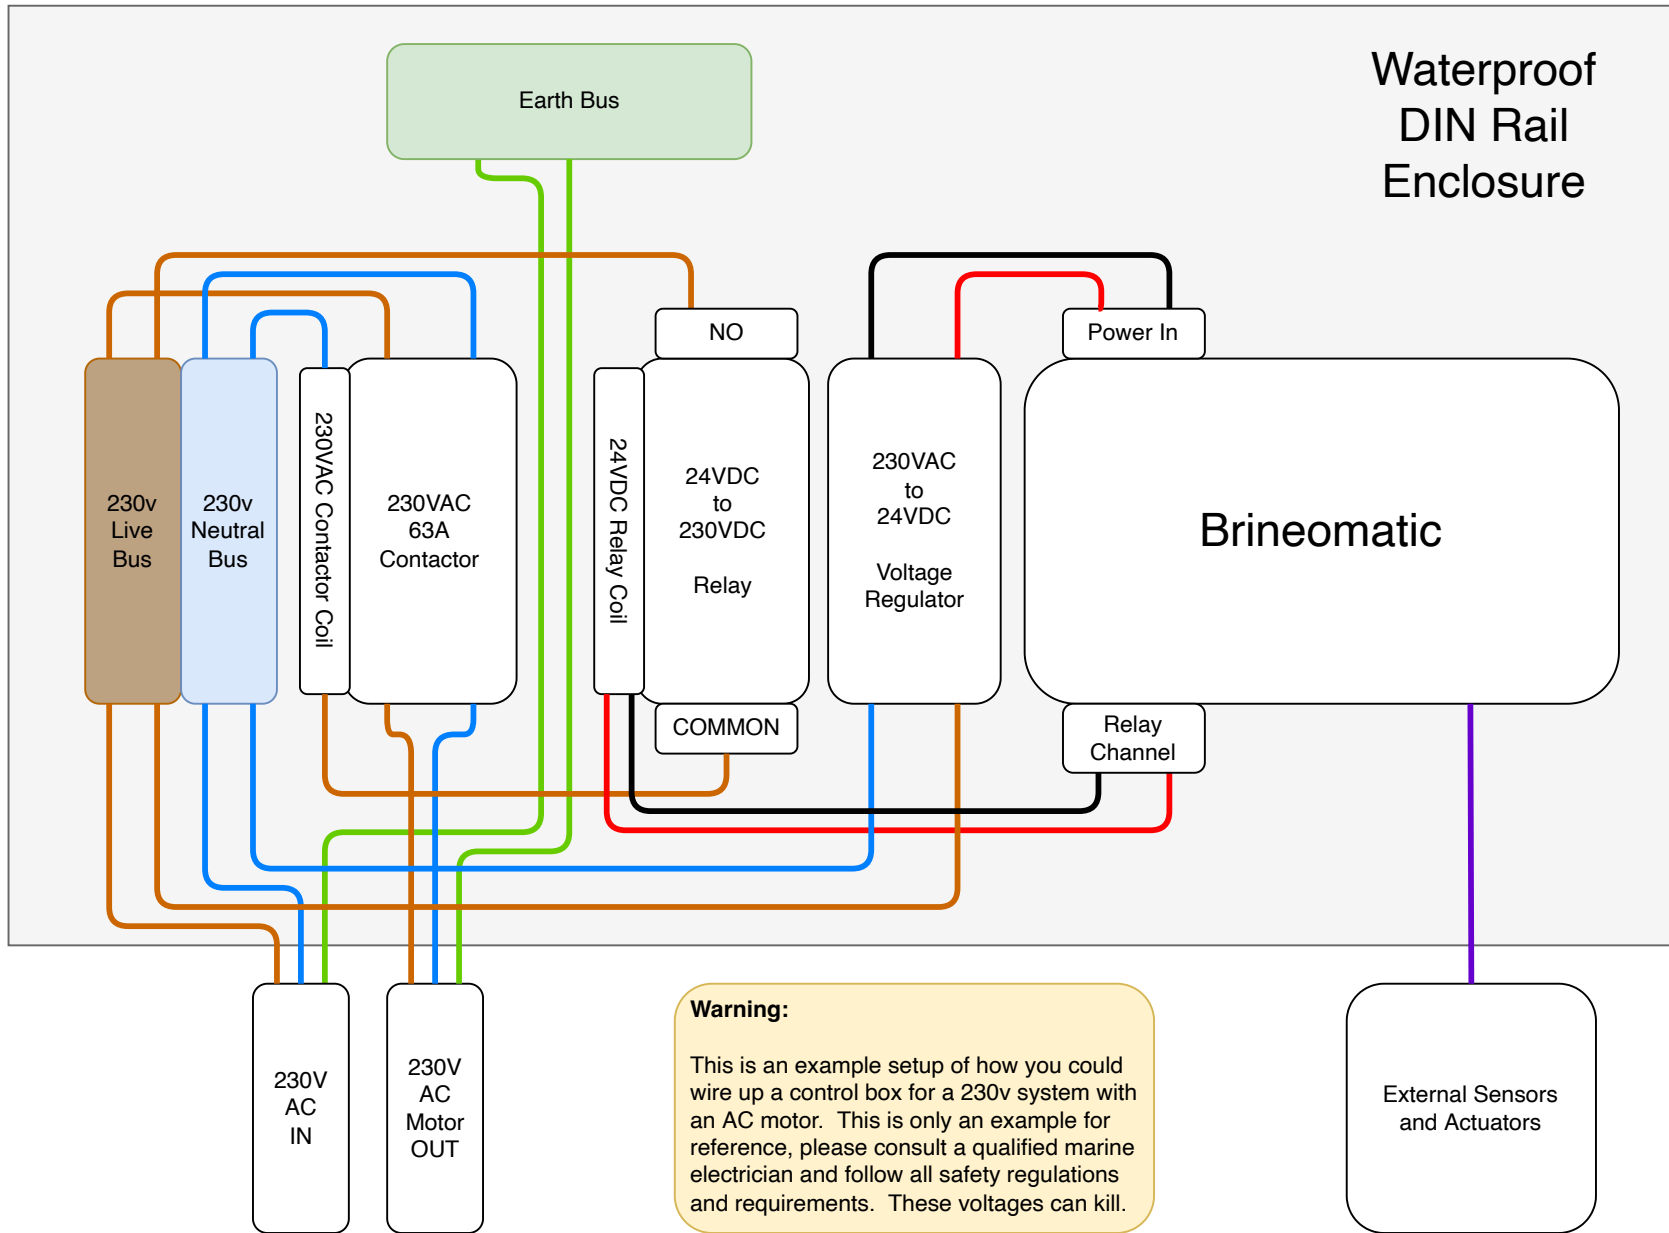 Waterproof
DIN Rail
Enclosure
Earth Bus
NO
Power In
230v
Live
Bus
230v
Neutral
Bus
230VAC Contactor Coil
230VAC
63A
Contactor
24VDC Relay Coil
24VDC
to
230VDC
Relay
230VAC
to
24VDC
Voltage
Regulator
Brineomatic
COMMON
Relay
Channel
230V
AC
IN
230V
AC
Motor
OUT
Warning:
This is an example setup of how you could
wire up a control box for a 230v system with
an AC motor.  This is only an example for
reference, please consult a qualified marine
electrician and follow all safety regulations
and requirements.  These voltages can kill.
External Sensors
and Actuators